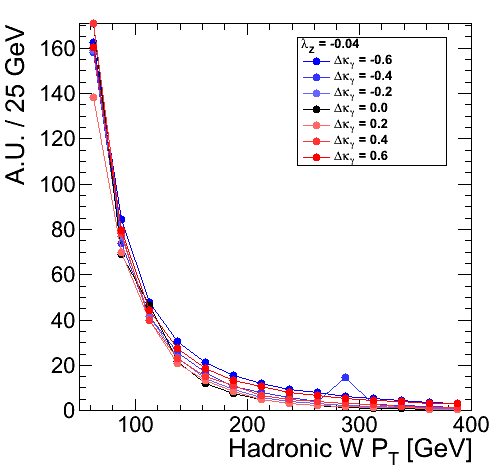 A.U. / 25 GeV
160
140
120
100
80
60
40
20
0
λZ = -0.04
Δκγ = -0.6
Δκγ = -0.4
Δκγ = -0.2
Δκγ = 0.0
Δκγ = 0.2
Δκγ = 0.4
Δκγ = 0.6
100 200 300 400
Hadronic W PT [GeV]